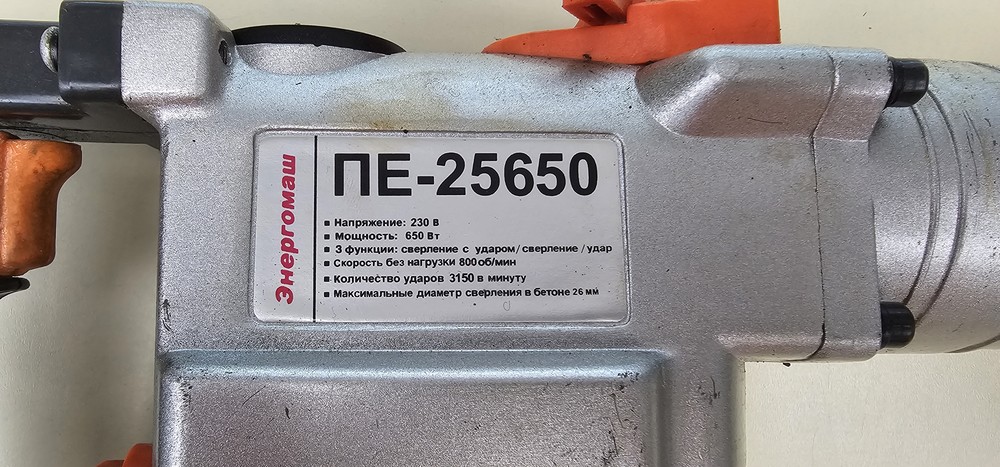 Энергомаш
ПЕ-25650
▪ Напряжение: 230 В
▪ Мощность: 650 Вт
▪ 3 функции: сверление с ударом/сверление/удар
▪ Скорость без нагрузки 800об/мин
▪ Количество ударов 3150 в минуту
▪ Максимальные диаметр сверления в бетоне 26 мм